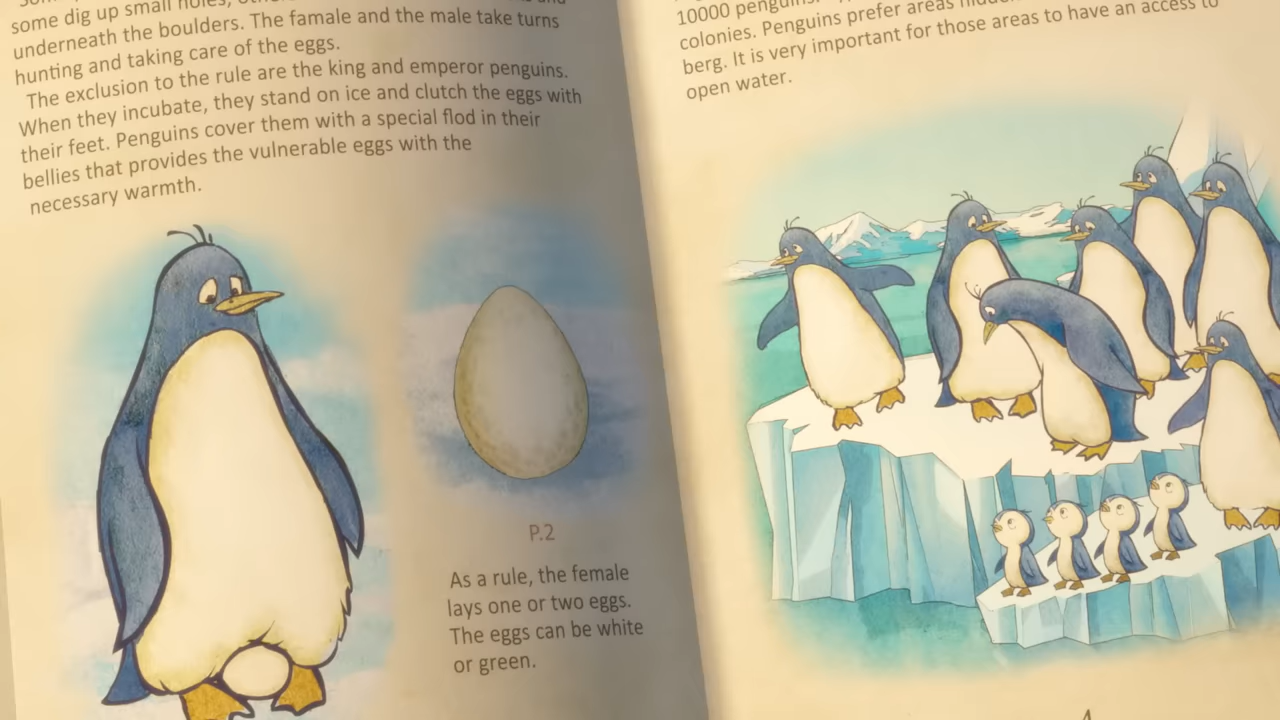 some dig up small holes,
underneath the boulders. The famale and the male take turns
hunting and taking care of the eggs.
The exclusion to the rule are the king and emperor penguins.
When they incubate, they stand on ice and clutch the eggs with
their feet. Penguins cover them with a special flod in their
bellies that provides the vulnerable eggs with the
necessary warmth.
P.2
As a rule, the female
lays one or two eggs.
The eggs can be white
or green.
10000 penguins.
colonies. Penguins prefer areas
berg. It is very important for those areas to have an access to
open water.